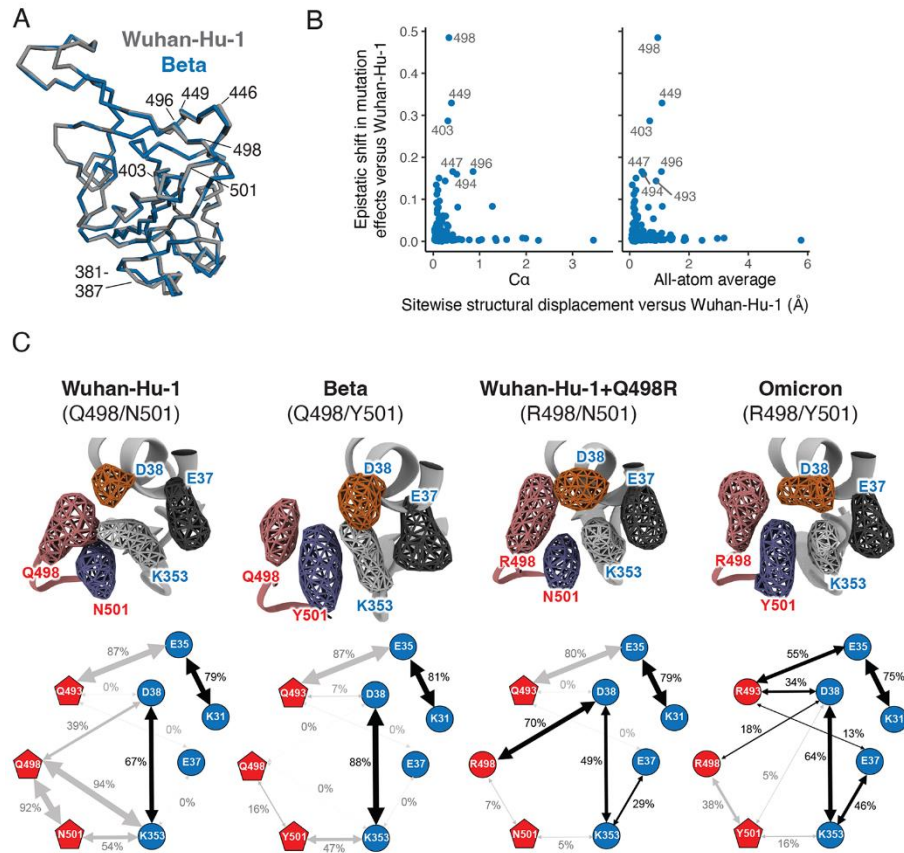 A
Wuhan-Hu-1
Beta
496 449 446
498
403
501
381-
387
B
Epistatic shift in mutation
effects versus Wuhan-Hu-1
0.5
0.4
0.3
0.2
0.1
0.0
498
449
403
447 496
494
0 1 2 3
Cα
498
449
403
447 496
494 493
0 2 4 6
All-atom average
Sitewise structural displacement versus Wuhan-Hu-1 (Å)
C
Wuhan-Hu-1
(Q498/N501)
D38
E37
Q498
K353
N501
E35
87%
79%
Q493
0%
D38
K31
39%
0%
E37
67%
Q498
94%
0%
92%
N501
54%
K353
Beta
(Q498/Y501)
D38
E37
Q498
K353
Y501
E35
87%
81%
Q493
7%
D38
K31
0%
0%
E37
0%
88%
Q498
0%
16%
Y501
47%
K353
Wuhan-Hu-1+Q498R
(R498/N501)
D38
E37
R498
K353
N501
E35
80%
79%
Q493
0%
D38
K31
70%
0%
E37
R498
49%
29%
7%
N501
5%
K353
Omicron
(R498/Y501)
D38
E37
R498
K353
Y501
E35
55%
75%
R493
34%
D38
K31
18%
13%
E37
R498
64%
5%
46%
38%
Y501
16%
K353